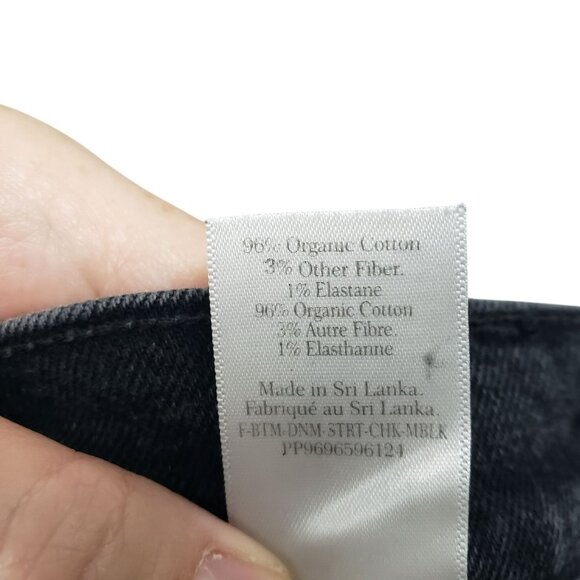 96% Organic Cotton
3% Other Fiber.
1% Elastane
96% Organic Cotton
3% Autre Fibre.
1% Elasthanne
Made in Sri Lanka.
Fabriqué au Sri Lanka.
F-BTM-DNM-STRT-CHK-MBLK
PP9696596124